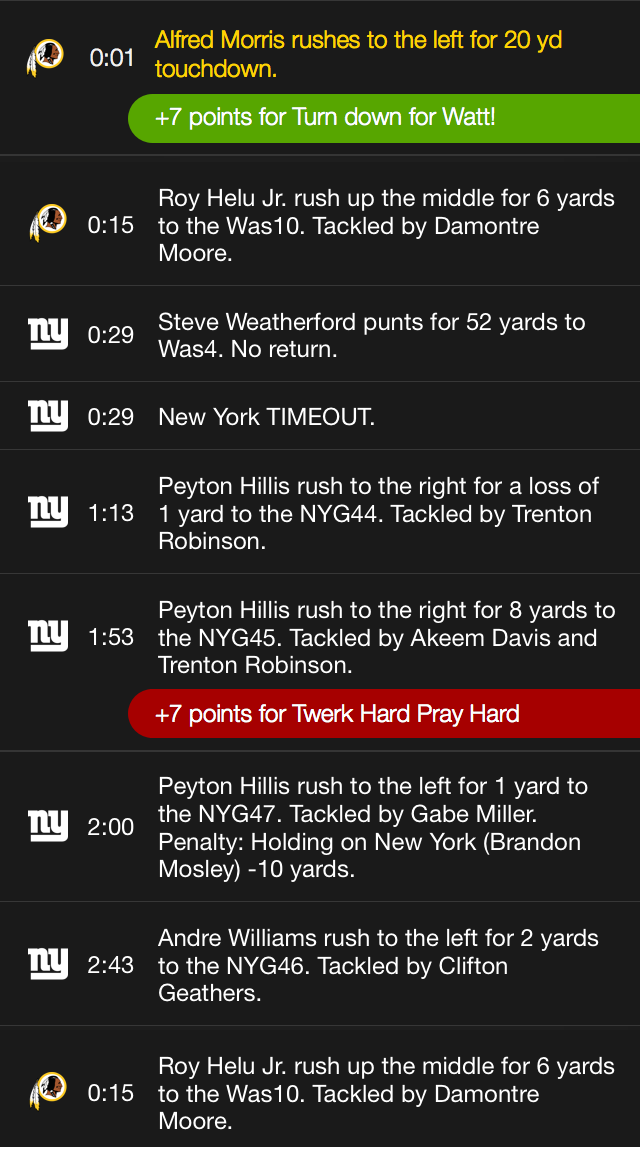 0:01
Alfred Morris rushes to the left for 20 yd
touchdown.
+7 points for Turn down for Watt!
Roy Helu Jr. rush up the middle for 6 yards
0:15
to the Was10. Tackled by Damontre
Moore.
ny
0:29
Steve Weatherford punts for 52 yards to
Was4. No return.
ny
0:29
New York TIMEOUT.
ny
1:13
Peyton Hillis rush to the right for a loss of
1 yard to the NYG44. Tackled by Trenton
Robinson.
ny
1:53
Peyton Hillis rush to the right for 8 yards to
the NYG45. Tackled by Akeem Davis and
Trenton Robinson.
+7 points for Twerk Hard Pray Hard
ny
2:00
Peyton Hillis rush to the left for 1 yard to
the NYG47. Tackled by Gabe Miller.
Penalty: Holding on New York (Brandon
Mosley) -10 yards.
ny
2:43
Andre Williams rush to the left for 2 yards
to the NYG46. Tackled by Clifton
Geathers.
0:15
Roy Helu Jr. rush up the middle for 6 yards
to the Was10. Tackled by Damontre
Moore.